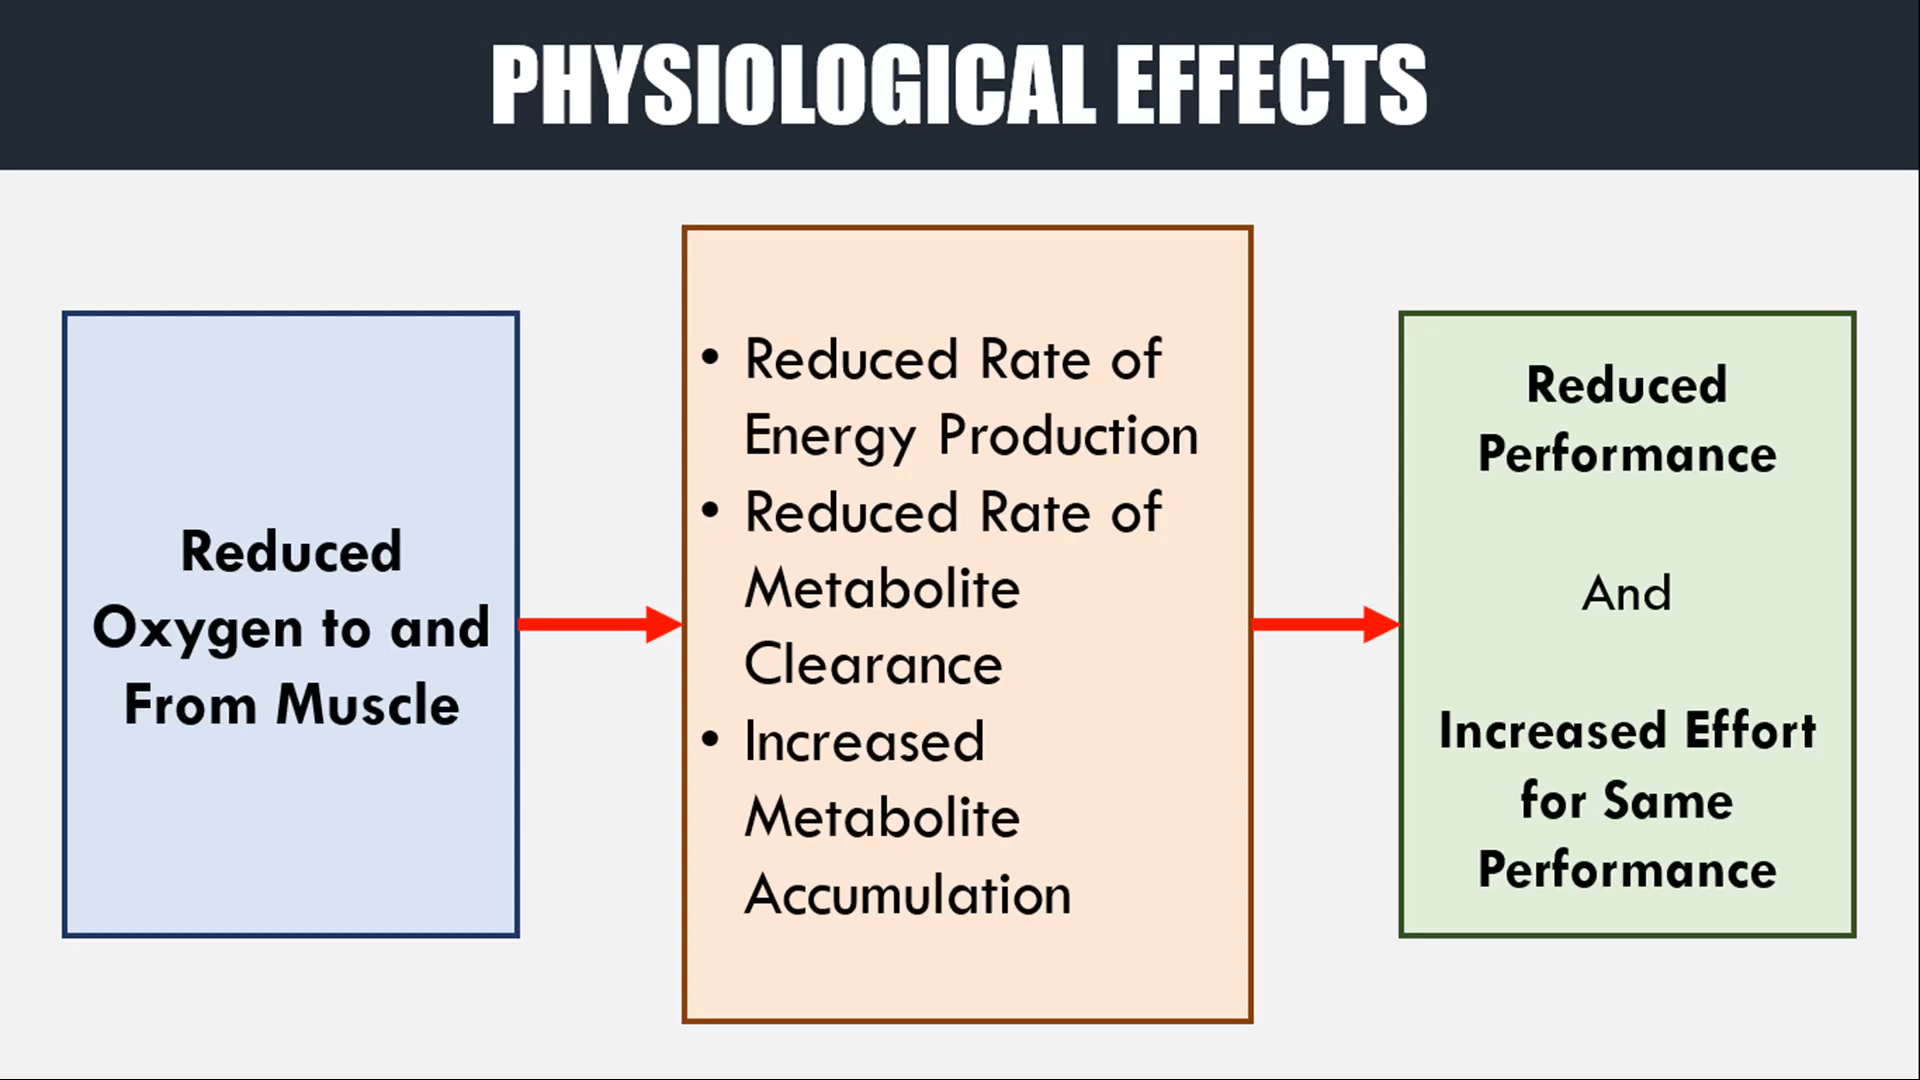 PHYSIOLOGICAL EFFECTS
Reduced
Oxygen to and
From Muscle
• Reduced Rate of
Energy Production
• Reduced Rate of
Metabolite
Clearance
• Increased
Metabolite
Accumulation
Reduced
Performance
And
Increased Effort
for Same
Performance